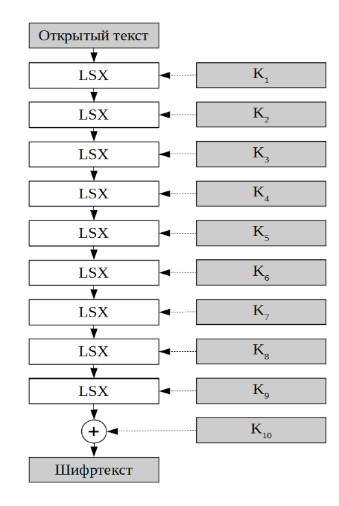 Открытый текст
LSX K₁
LSX K₂
LSX K₃
LSX K₄
LSX K₅
LSX K₆
LSX K₇
LSX K₈
LSX K₉
+ K₁₀
Шифртекст